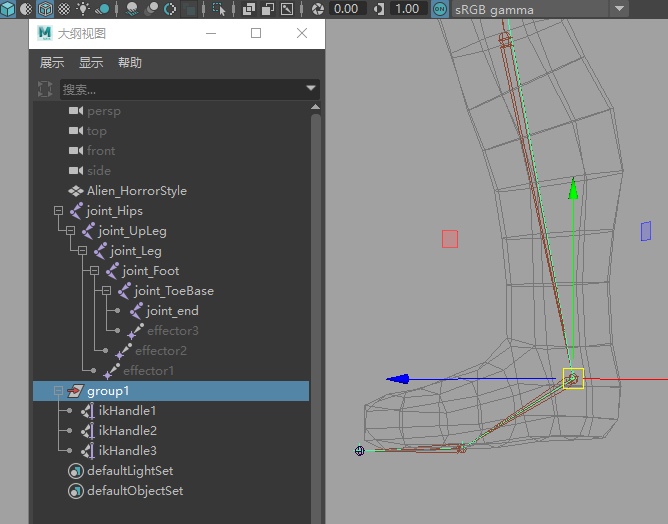 0.00 1.00 ON sRGB gamma
M 大纲视图
展示 显示 帮助
搜索...
persp
top
front
side
Alien_HorrorStyle
joint_Hips
joint_UpLeg
joint_Leg
joint_Foot
joint_ToeBase
joint_end
effector3
effector2
effector1
group1
ikHandle1
ikHandle2
ikHandle3
defaultLightSet
defaultObjectSet